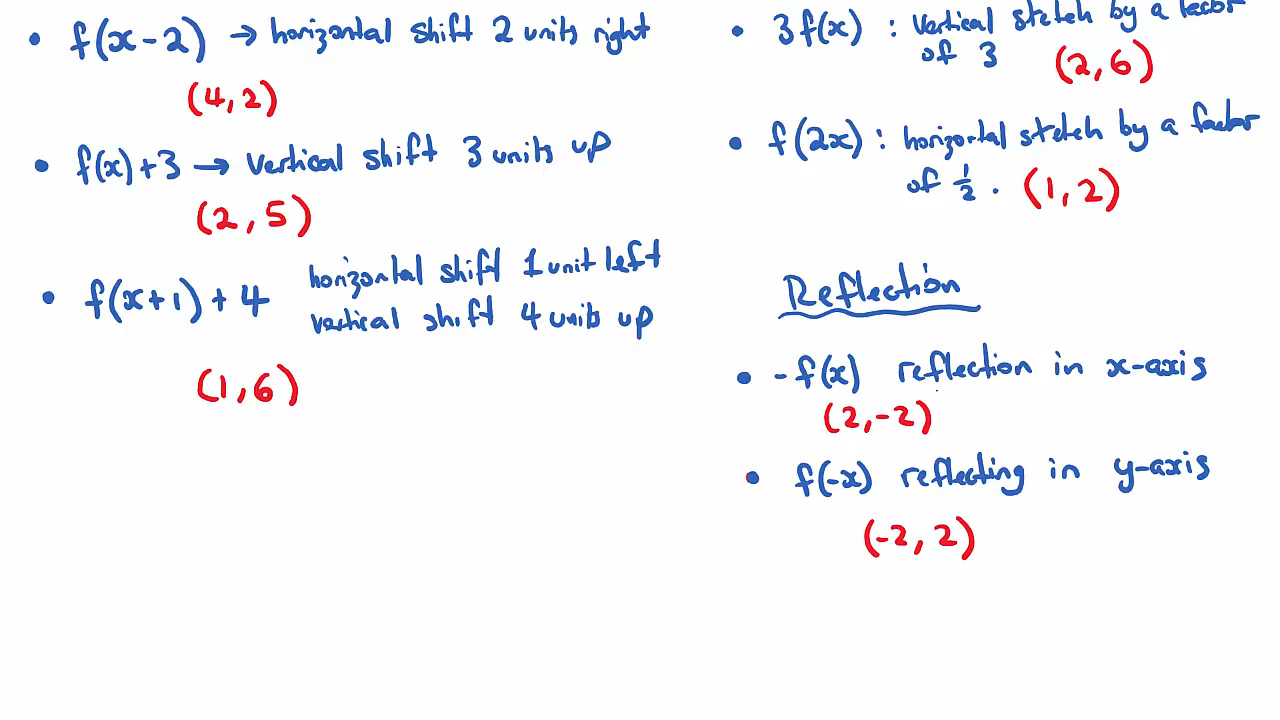 • f(x-2) → horizontal shift 2 units right
(4, 2)
• f(x)+3 → vertical shift 3 units up
(2, 5)
• f(x+1)+4 horizontal shift 1 unit left
vertical shift 4 units up
(1, 6)
• 3f(x) : vertical stretch by a factor
of 3 (2, 6)
• f(2x) : horizontal stretch by a factor
of 1/2 . (1, 2)
Reflection
• -f(x) reflection in x-axis
(2, -2)
• f(-x) reflecting in y-axis
(-2, 2)